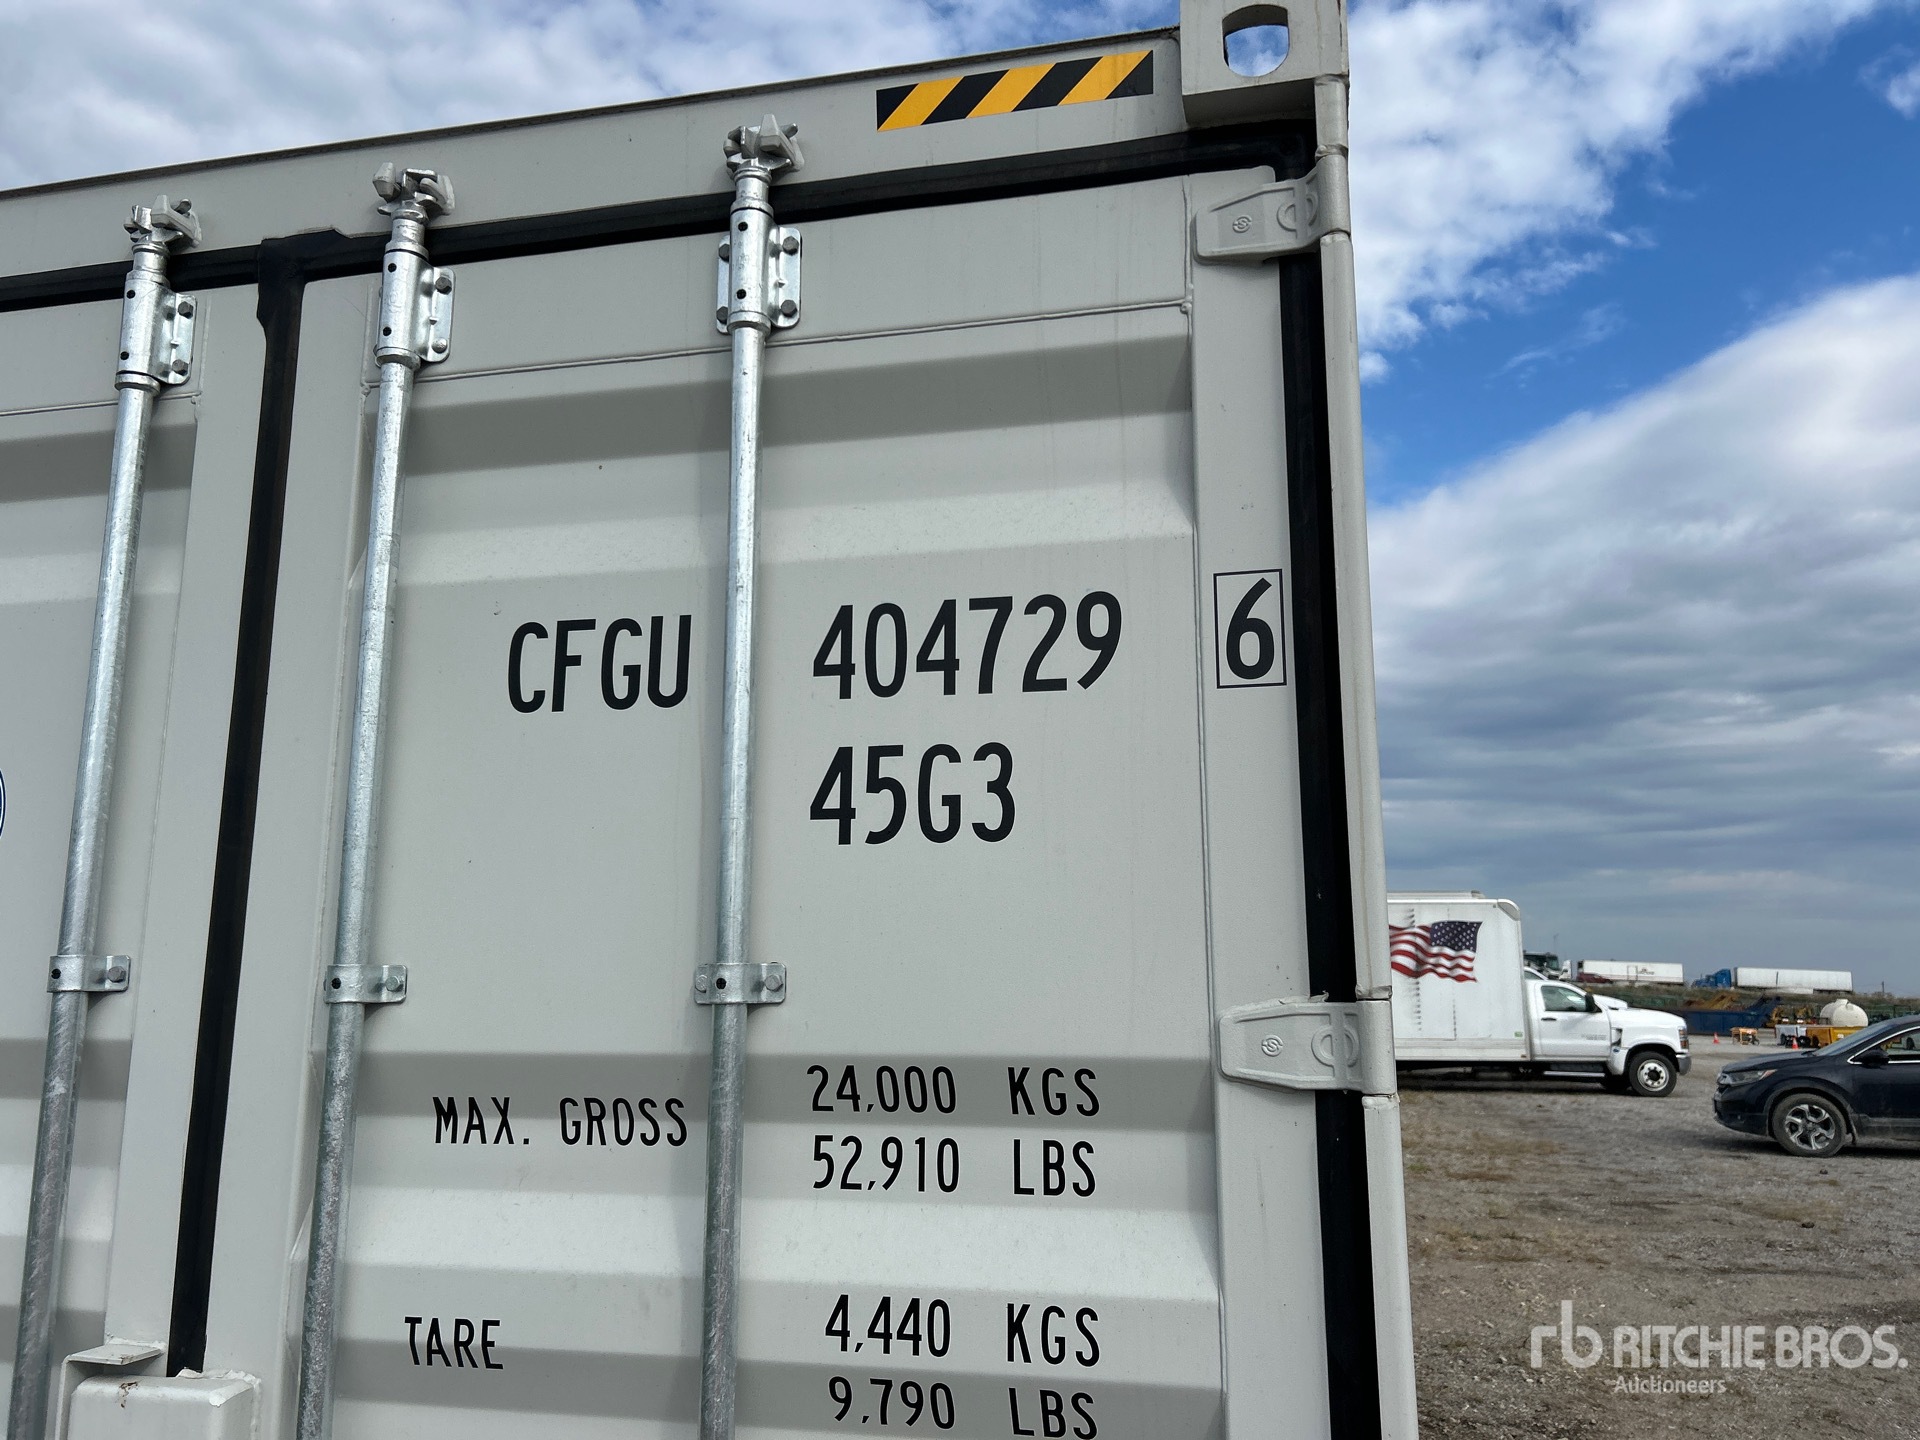 CFGU 404729 6
45G3
MAX. GROSS 24,000 KGS
52,910 LBS
TARE 4,440 KGS
9,790 LBS
rb RITCHIE BROS.
Auctioneers